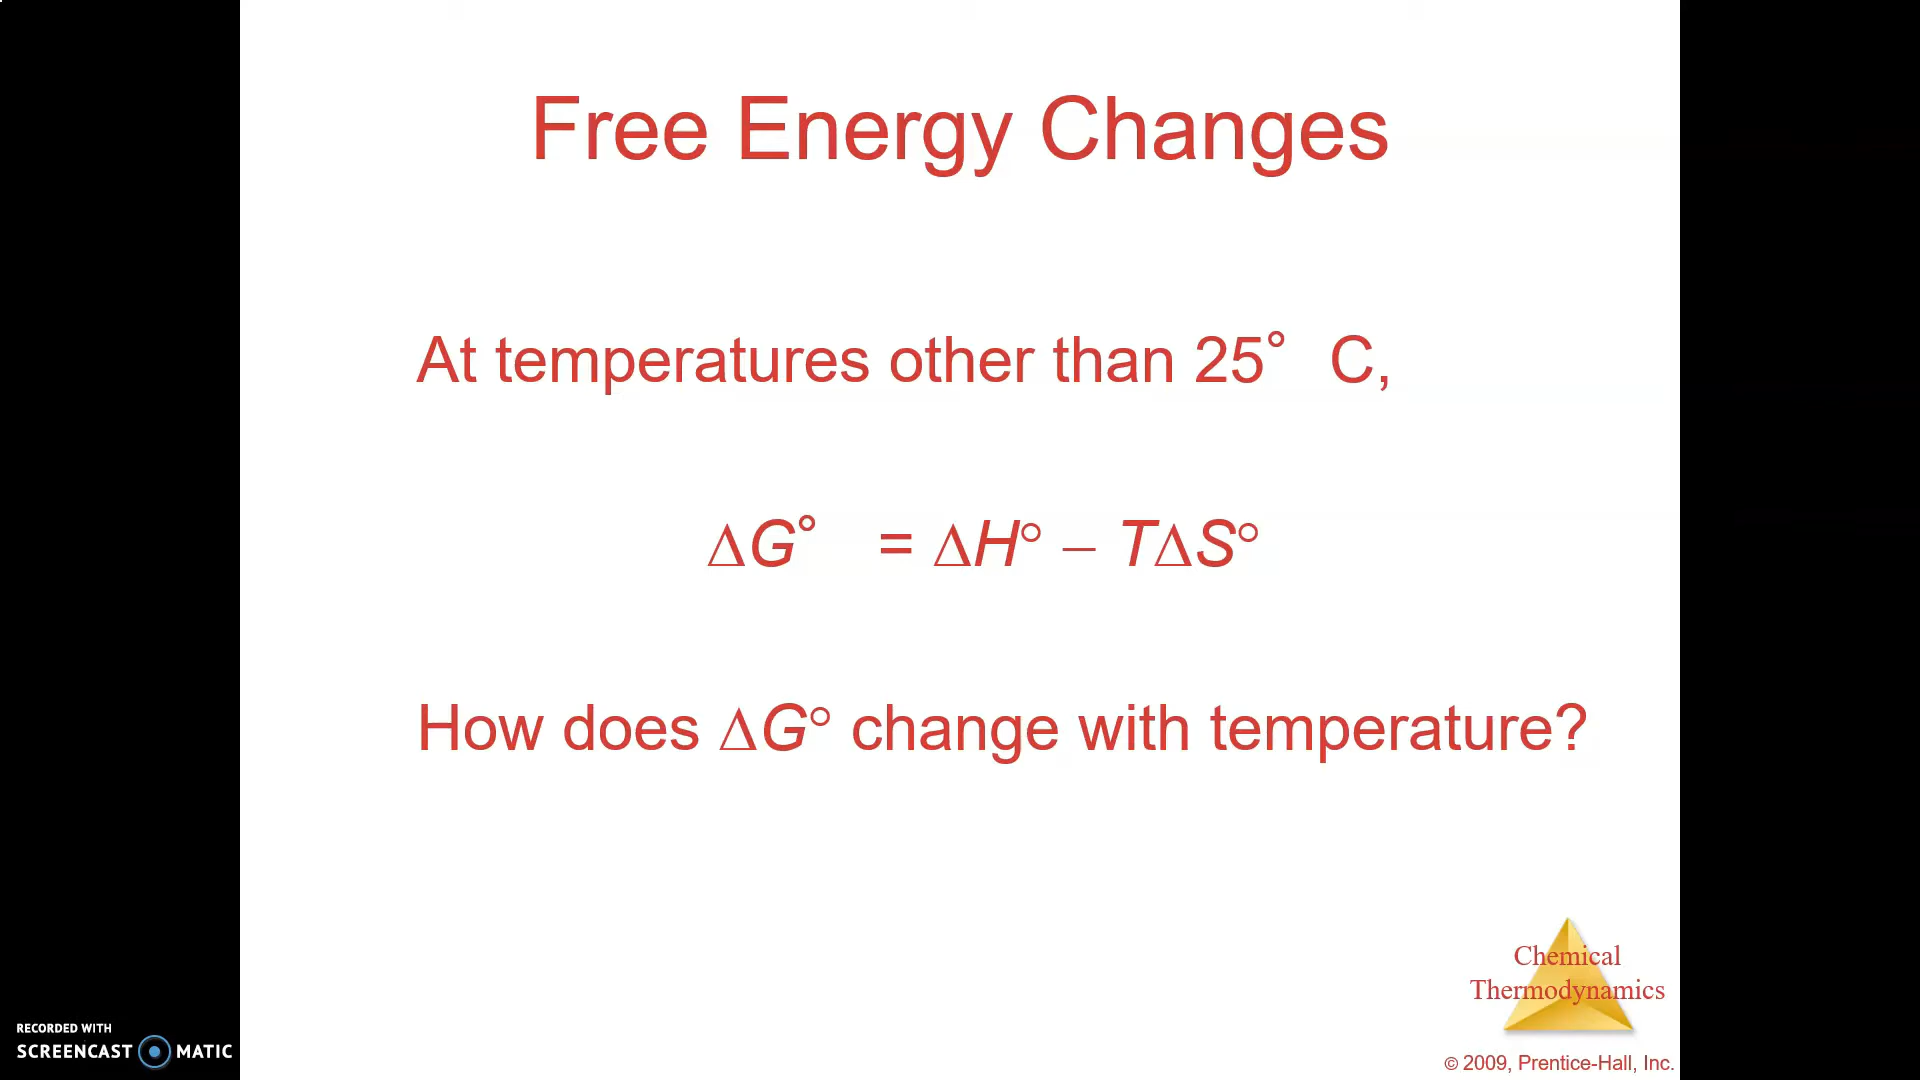 Free Energy Changes
At temperatures other than 25° C,
ΔG° = ΔH° – TΔS°
How does ΔG° change with temperature?
Chemical
Thermodynamics
© 2009, Prentice-Hall, Inc.
RECORDED WITH
SCREENCAST MATIC